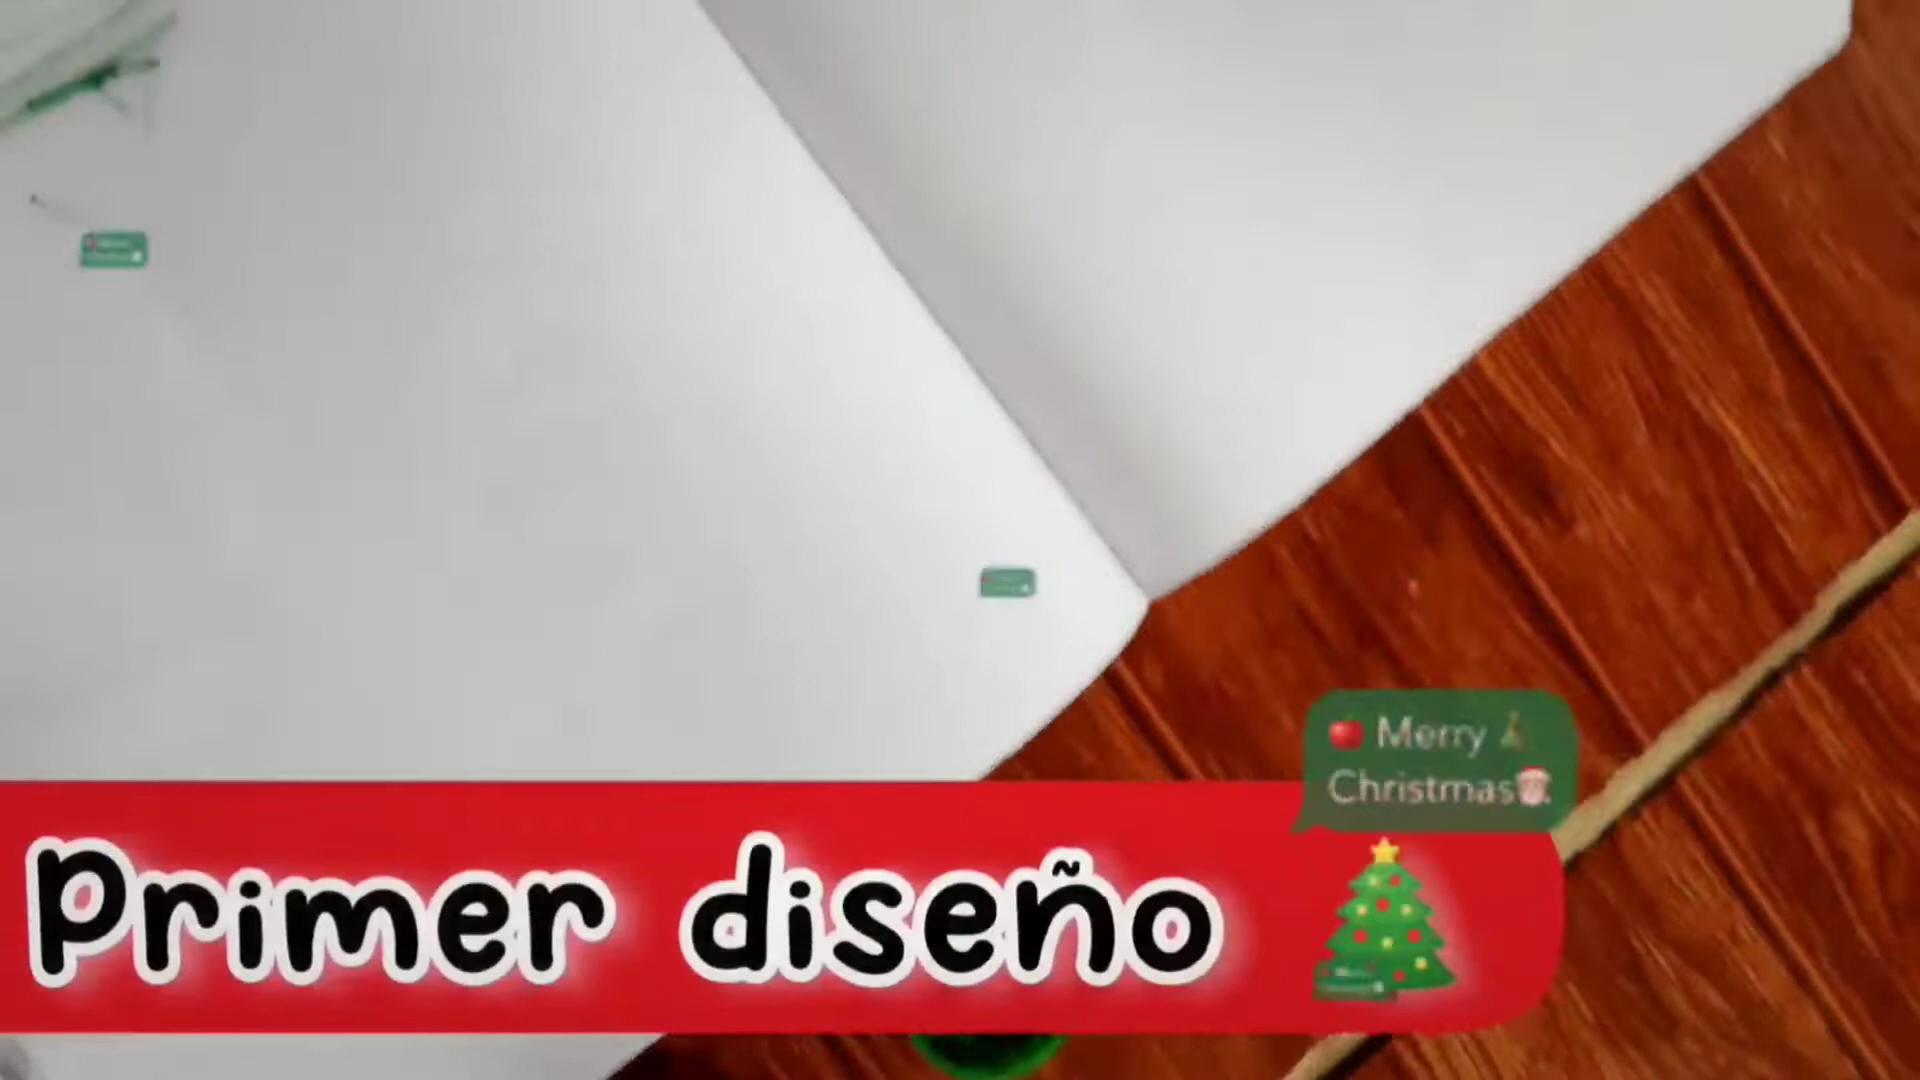 🍎 Merry 🎄
Christmas🎅
Primer diseño 🎄